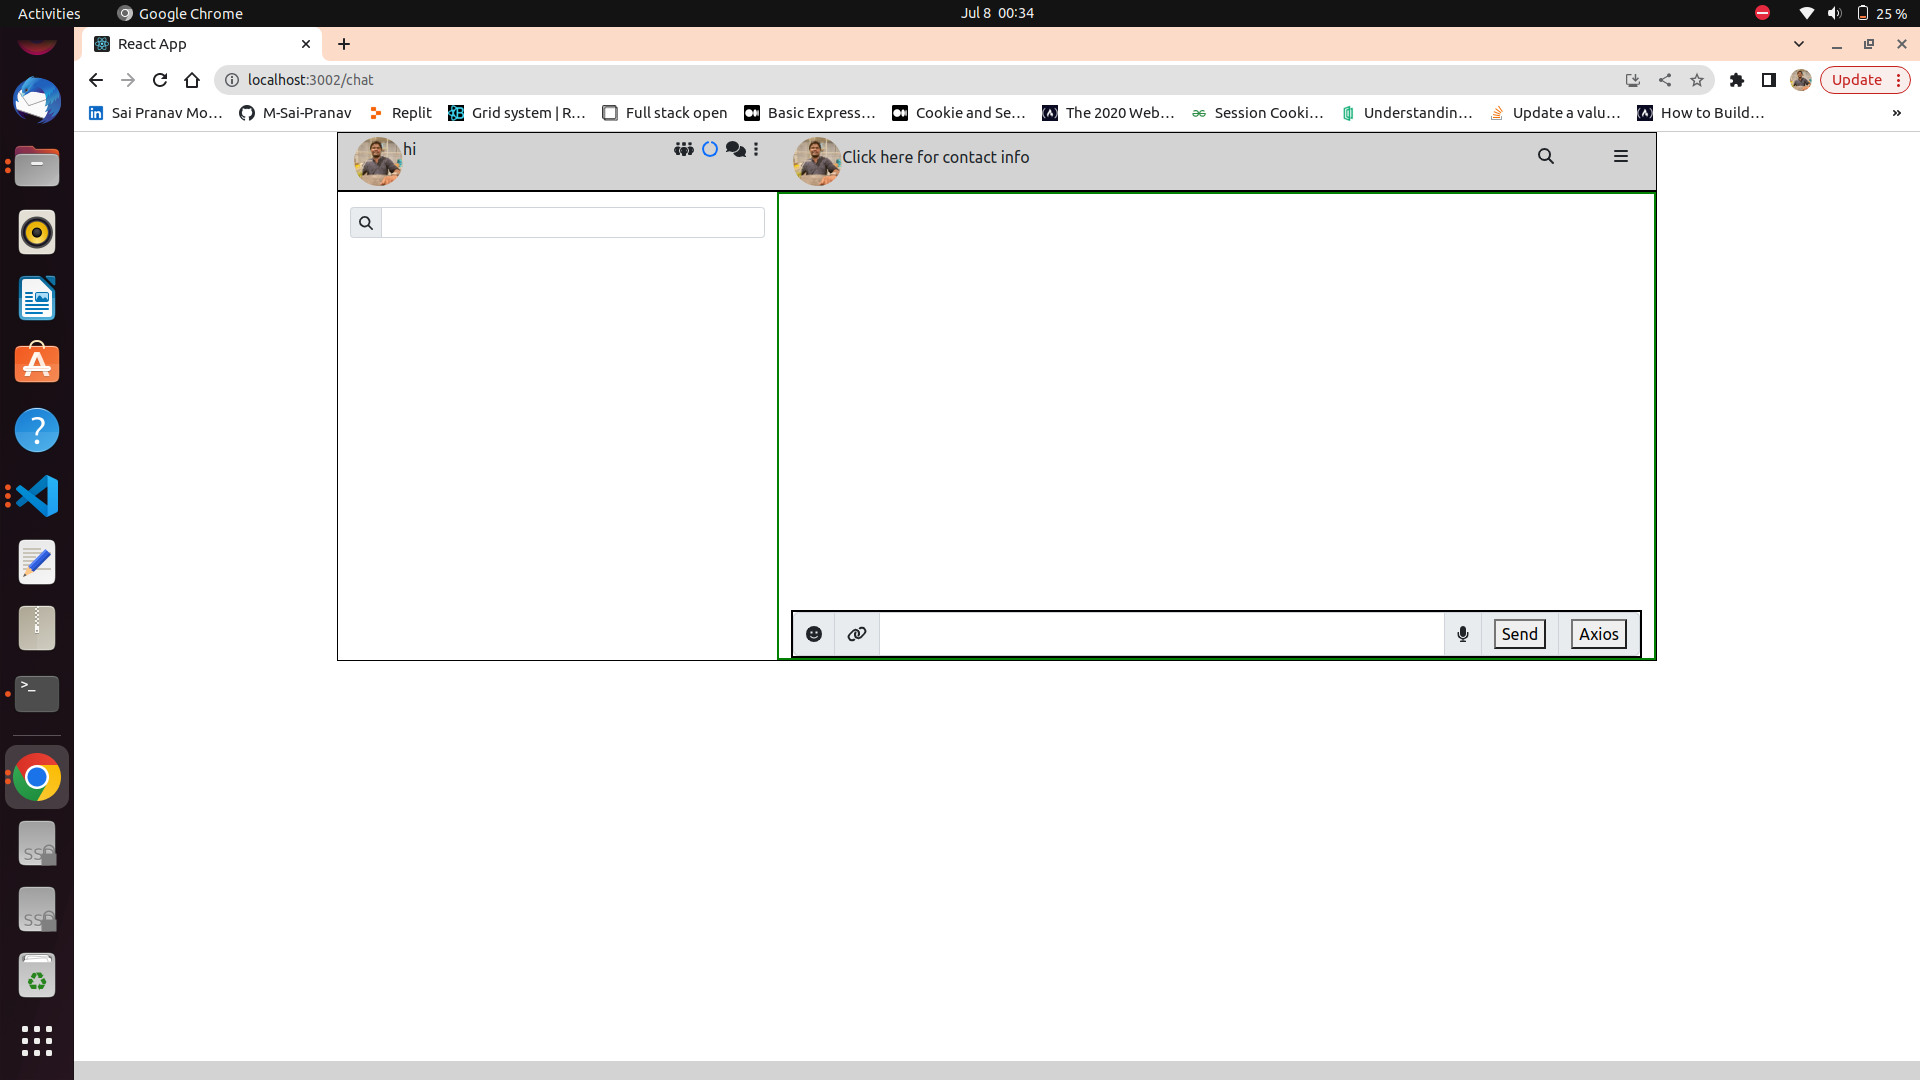 Activities
Google Chrome
Jul 8 00:34
25 %
React App
localhost:3002/chat
Update
Sai Pranav Mo…
M-Sai-Pranav
Replit
Grid system | R…
Full stack open
Basic Express…
Cookie and Se…
The 2020 Web…
Session Cooki…
Understandin…
Update a valu…
How to Build…
»
hi
Click here for contact info
Send
Axios